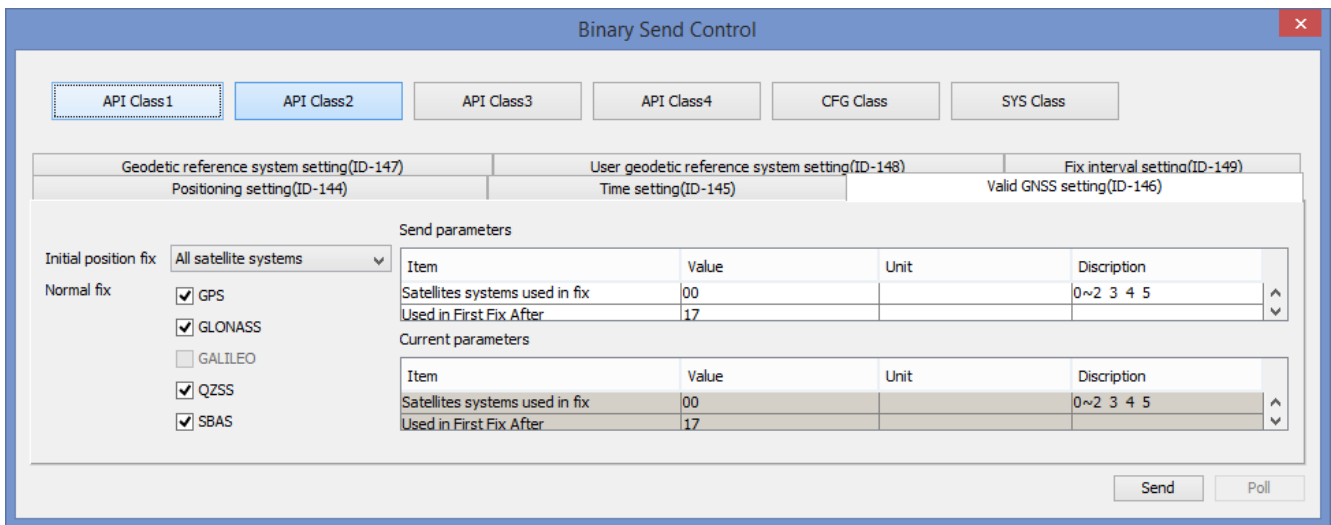 Binary Send Control
API Class1 API Class2 API Class3 API Class4 CFG Class SYS Class
Geodetic reference system setting(ID-147) User geodetic reference system setting(ID-148) Fix interval setting(ID-149)
Positioning setting(ID-144) Time setting(ID-145) Valid GNSS setting(ID-146)
Send parameters
Initial position fix All satellite systems
Item Value Unit Discription
Normal fix
GPS
Satellites systems used in fix 00 0~2 3 4 5
Used in First Fix After 17
GLONASS
Current parameters
GALILEO
Item Value Unit Discription
QZSS
Satellites systems used in fix 00 0~2 3 4 5
SBAS
Used in First Fix After 17
Send Poll